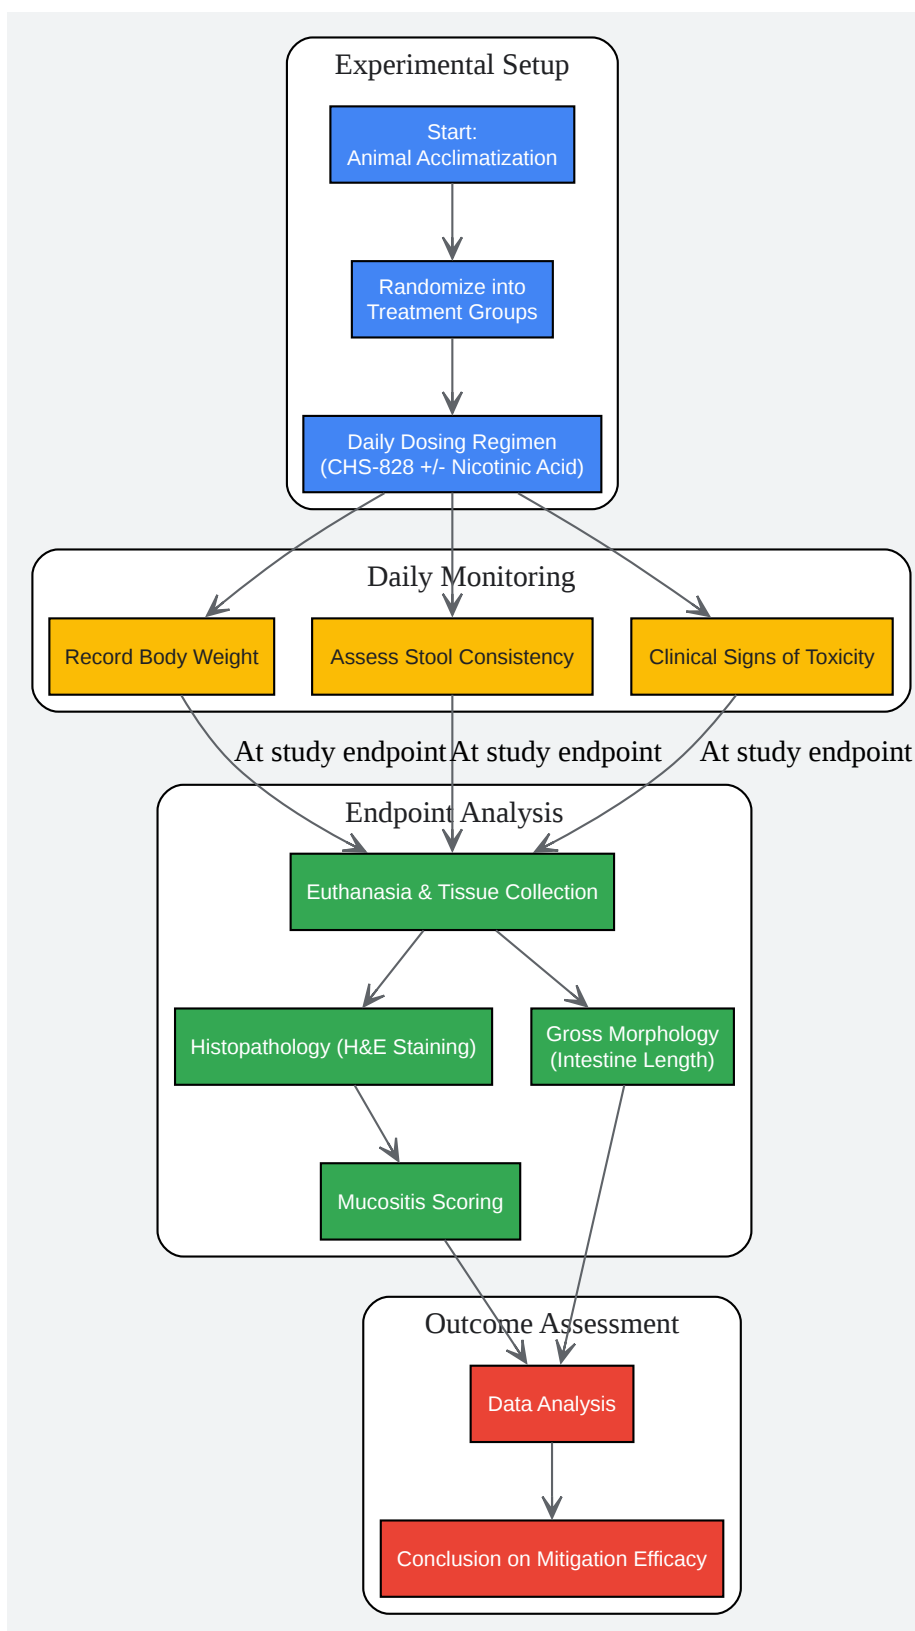 Experimental Setup
Start:
Animal Acclimatization
Randomize into
Treatment Groups
Daily Dosing Regimen
(CHS-828 +/- Nicotinic Acid)
Daily Monitoring
Record Body Weight
Assess Stool Consistency
Clinical Signs of Toxicity
At study endpoint
At study endpoint
At study endpoint
Endpoint Analysis
Euthanasia & Tissue Collection
Histopathology (H&E Staining)
Gross Morphology
(Intestine Length)
Mucositis Scoring
Outcome Assessment
Data Analysis
Conclusion on Mitigation Efficacy